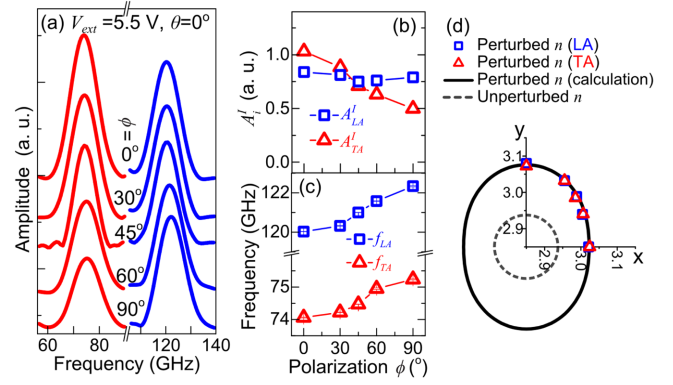 (a) V_ext =5.5 V, θ=0°
Amplitude (a. u.)
ϕ
=
0°
30°
45°
60°
90°
60 80 120 140
Frequency (GHz)
(b)
A_i^I (a. u.)
1.0
0.5
0.0
A_LA^I
A_TA^I
(c)
Frequency (GHz)
122
120
75
74
f_LA
f_TA
0 30 60 90
Polarization ϕ (°)
(d)
Perturbed n (LA)
Perturbed n (TA)
Perturbed n (calculation)
Unperturbed n
y
3.1
3.0
2.9
2.8
2.9 3.0 3.1
x